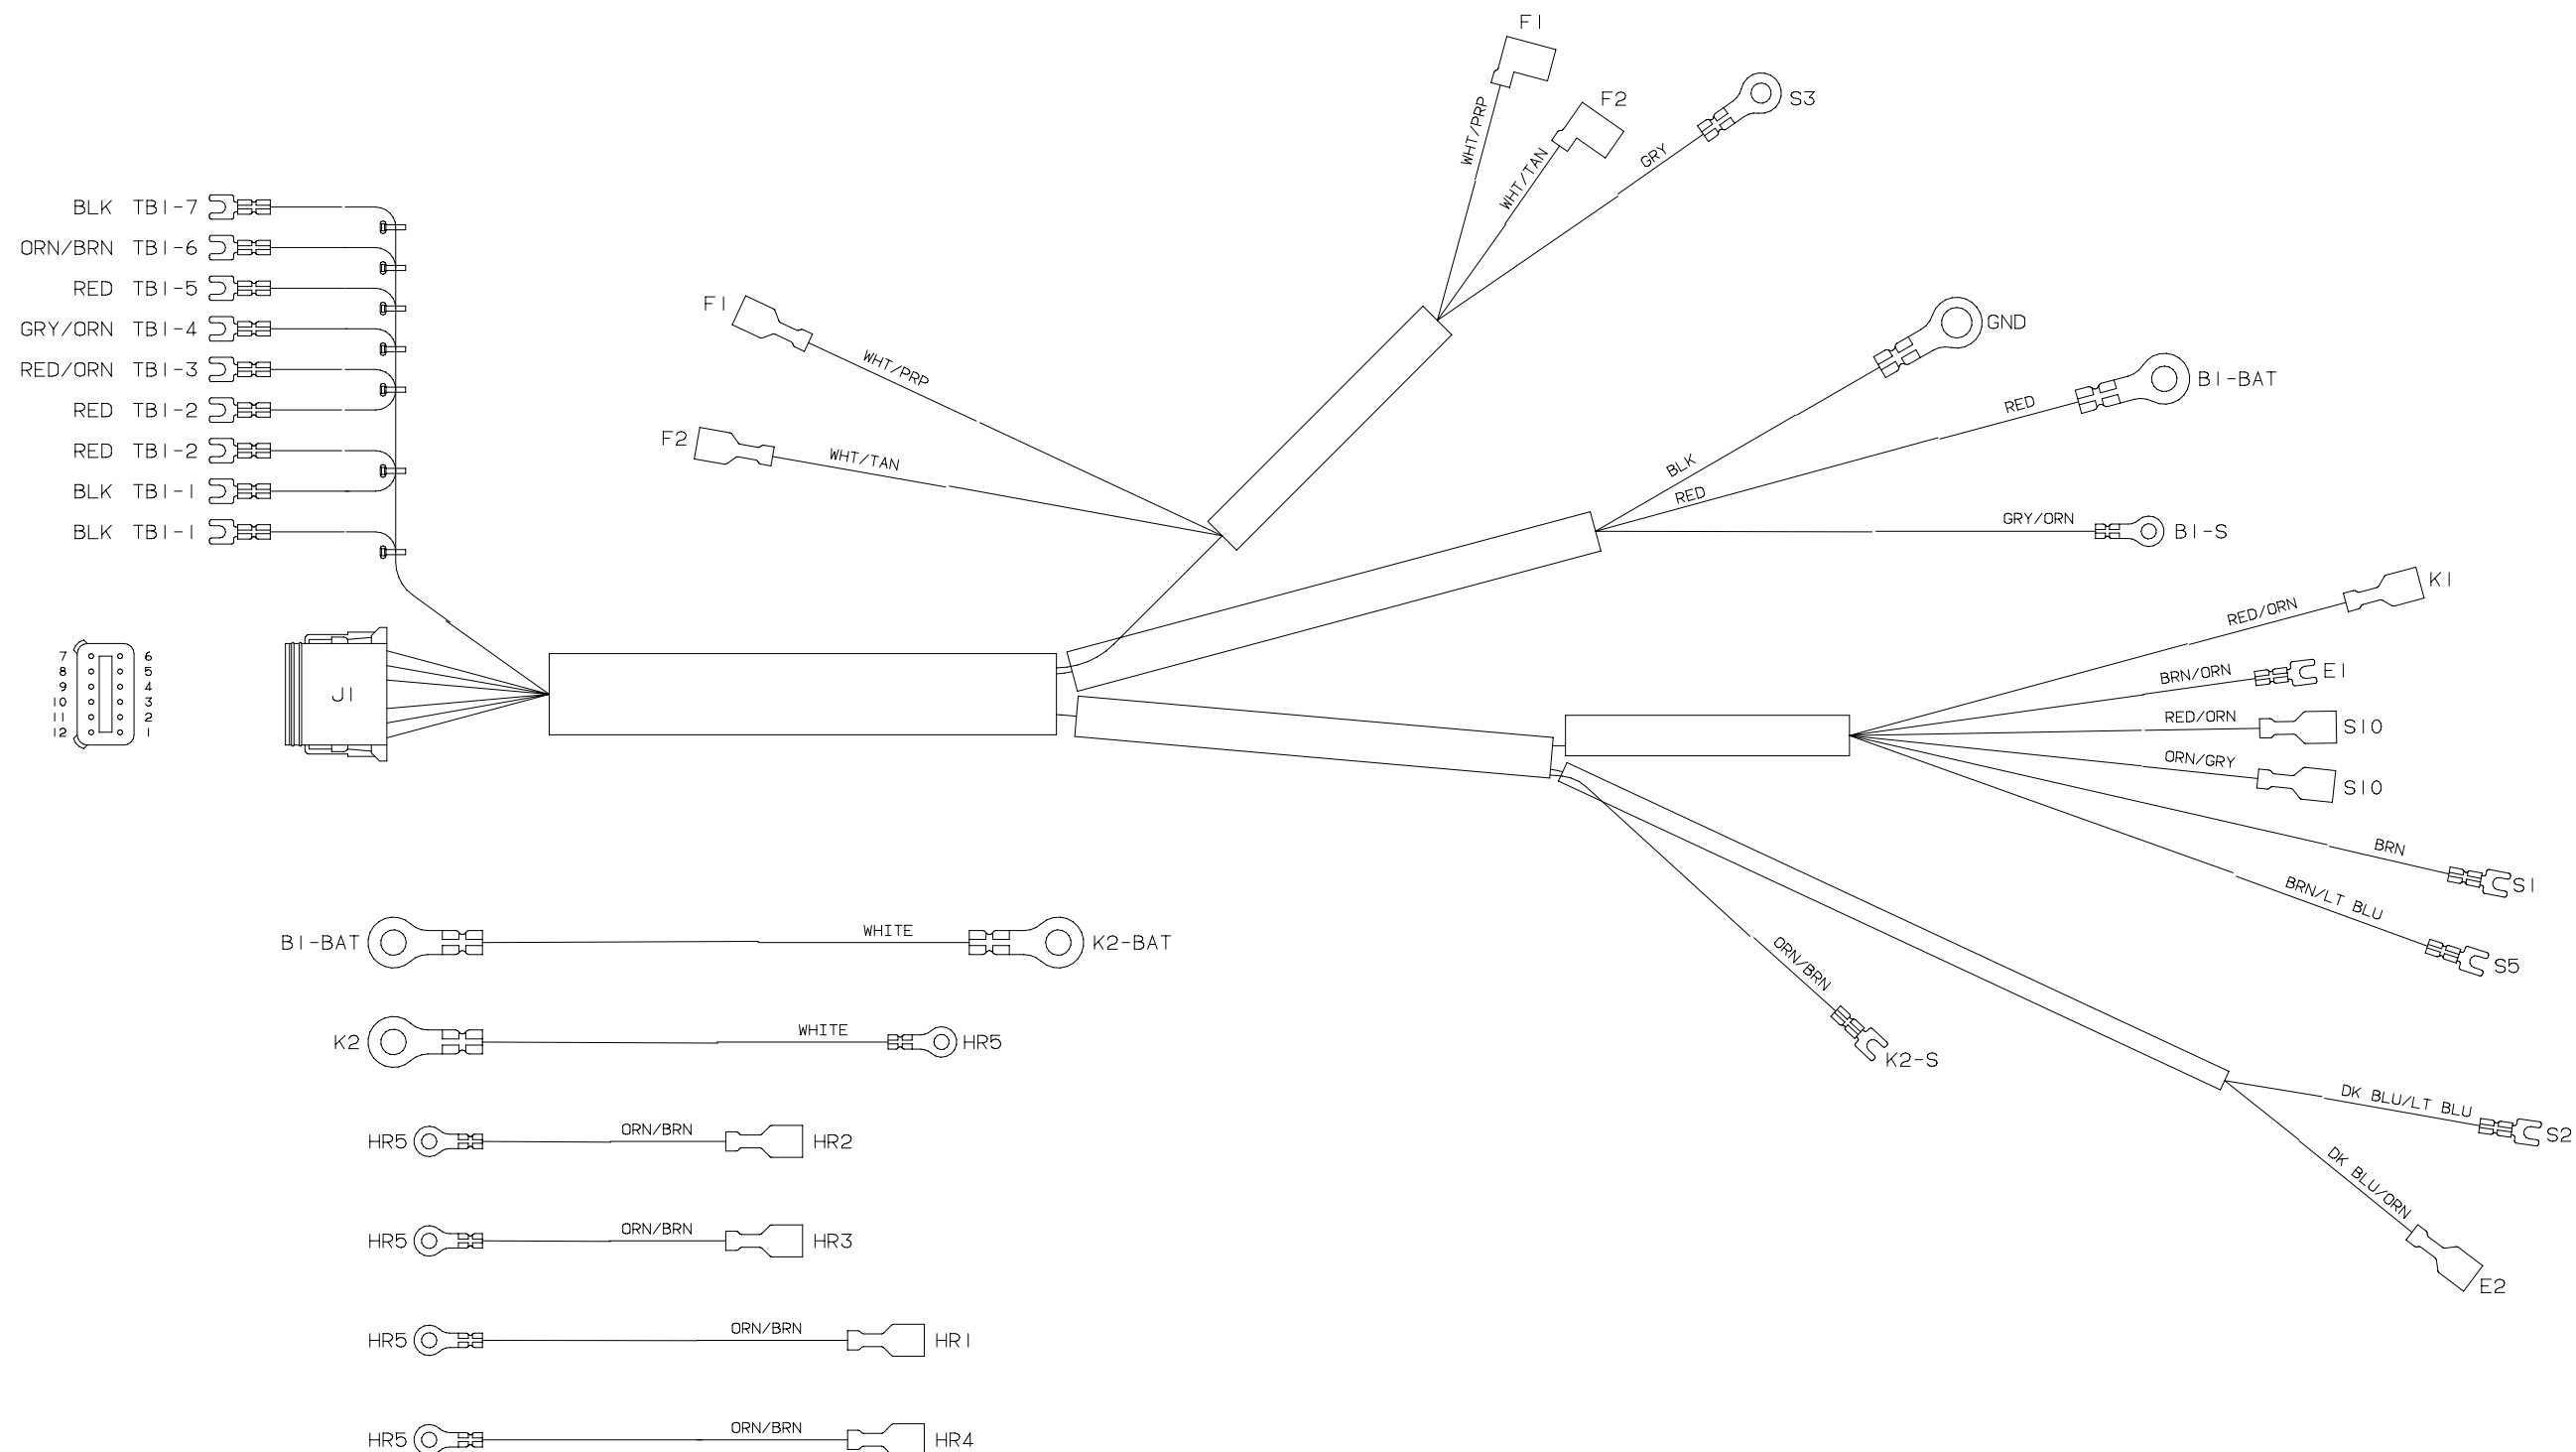 F1
F2
S3
WHT/PRP
WHT/TAN
GRY
BLK TB1-7
ORN/BRN TB1-6
RED TB1-5
GRY/ORN TB1-4
RED/ORN TB1-3
RED TB1-2
RED TB1-2
BLK TB1-1
BLK TB1-1
F1
WHT/PRP
F2
WHT/TAN
GND
B1-BAT
RED
BLK
RED
GRY/ORN
B1-S
K1
RED/ORN
BRN/ORN
E1
RED/ORN
S10
ORN/GRY
S10
BRN
S1
BRN/LT BLU
S5
ORN/BRN
K2-S
DK BLU/LT BLU
S2
DK BLU/ORN
E2
7 6
8 5
9 4
10 3
11 2
12 1
J1
B1-BAT WHITE K2-BAT
K2 WHITE HR5
HR5 ORN/BRN HR2
HR5 ORN/BRN HR3
HR5 ORN/BRN HR1
HR5 ORN/BRN HR4